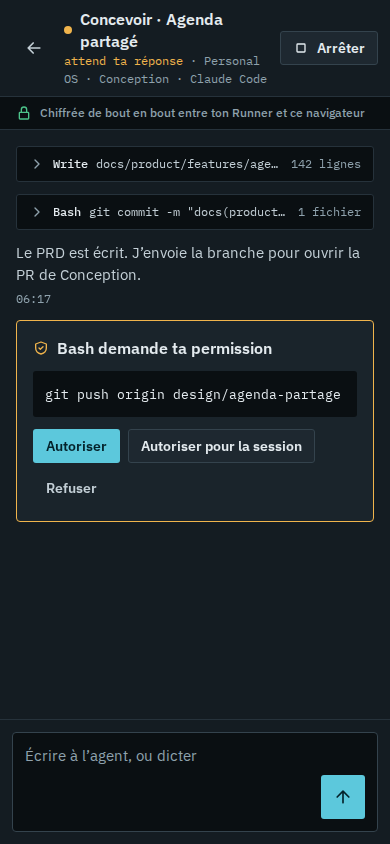 Concevoir · Agenda
partagé
attend ta réponse · Personal
OS · Conception · Claude Code
Arrêter
Chiffrée de bout en bout entre ton Runner et ce navigateur
Write docs/product/features/age… 142 lignes
Bash git commit -m "docs(product… 1 fichier
Le PRD est écrit. J’envoie la branche pour ouvrir la
PR de Conception.
06:17
Bash demande ta permission
git push origin design/agenda-partage
Autoriser
Autoriser pour la session
Refuser
Écrire à l’agent, ou dicter